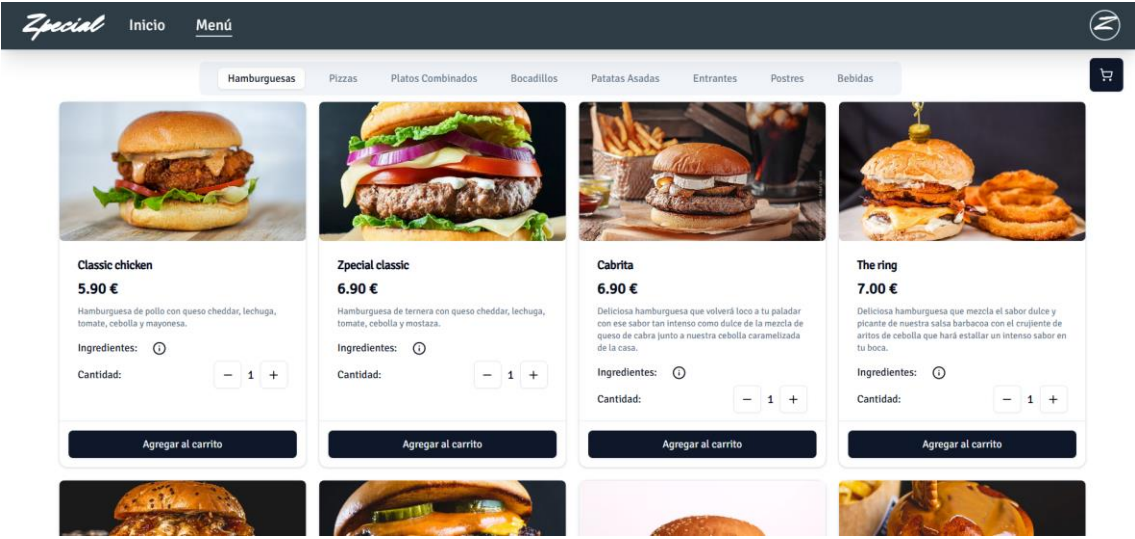 Zpecial Inicio Menú
Hamburguesas Pizzas Platos Combinados Bocadillos Patatas Asadas Entrantes Postres Bebidas
Classic chicken
5.90 €
Hamburguesa de pollo con queso cheddar, lechuga,
tomate, cebolla y mayonesa.
Ingredientes:
Cantidad: − 1 +
Agregar al carrito
Zpecial classic
6.90 €
Hamburguesa de ternera con queso cheddar, lechuga,
tomate, cebolla y mostaza.
Ingredientes:
Cantidad: − 1 +
Agregar al carrito
Cabrita
6.90 €
Deliciosa hamburguesa que volverá loco a tu paladar
con ese sabor tan intenso como dulce de la mezcla de
queso de cabra junto a nuestra cebolla caramelizada
de la casa.
Ingredientes:
Cantidad: − 1 +
Agregar al carrito
The ring
7.00 €
Deliciosa hamburguesa que mezcla el sabor dulce y
picante de nuestra salsa barbacoa con el crujiente de
aritos de cebolla que hará estallar un intenso sabor en
tu boca.
Ingredientes:
Cantidad: − 1 +
Agregar al carrito